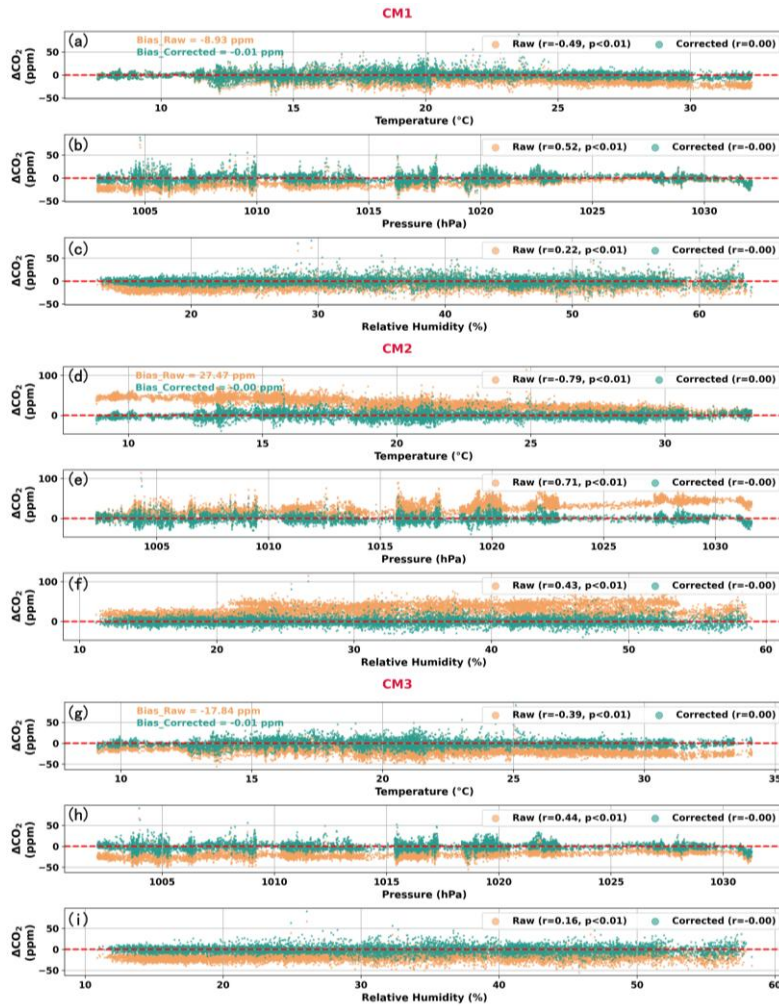 CM1
(a)
Bias_Raw = -8.93 ppm
Bias_Corrected = -0.01 ppm
Raw (r=-0.49, p<0.01) Corrected (r=0.00)
ΔCO₂ (ppm)
50
0
−50
10 15 20 25 30
Temperature (°C)
(b)
Raw (r=0.52, p<0.01) Corrected (r=-0.00)
ΔCO₂ (ppm)
50
0
−50
1005 1010 1015 1020 1025 1030
Pressure (hPa)
(c)
Raw (r=0.22, p<0.01) Corrected (r=-0.00)
ΔCO₂ (ppm)
50
0
−50
20 30 40 50 60
Relative Humidity (%)
CM2
(d)
Bias_Raw = 27.47 ppm
Bias_Corrected = -0.00 ppm
Raw (r=-0.79, p<0.01) Corrected (r=0.00)
ΔCO₂ (ppm)
100
0
10 15 20 25 30
Temperature (°C)
(e)
Raw (r=0.71, p<0.01) Corrected (r=-0.00)
ΔCO₂ (ppm)
100
0
1005 1010 1015 1020 1025 1030
Pressure (hPa)
(f)
Raw (r=0.43, p<0.01) Corrected (r=-0.00)
ΔCO₂ (ppm)
100
0
10 20 30 40 50 60
Relative Humidity (%)
CM3
(g)
Bias_Raw = -17.84 ppm
Bias_Corrected = -0.01 ppm
Raw (r=-0.39, p<0.01) Corrected (r=0.00)
ΔCO₂ (ppm)
50
0
−50
10 15 20 25 30 35
Temperature (°C)
(h)
Raw (r=0.44, p<0.01) Corrected (r=-0.00)
ΔCO₂ (ppm)
50
0
−50
1005 1010 1015 1020 1025 1030
Pressure (hPa)
(i)
Raw (r=0.16, p<0.01) Corrected (r=-0.00)
ΔCO₂ (ppm)
50
0
−50
10 20 30 40 50 60
Relative Humidity (%)